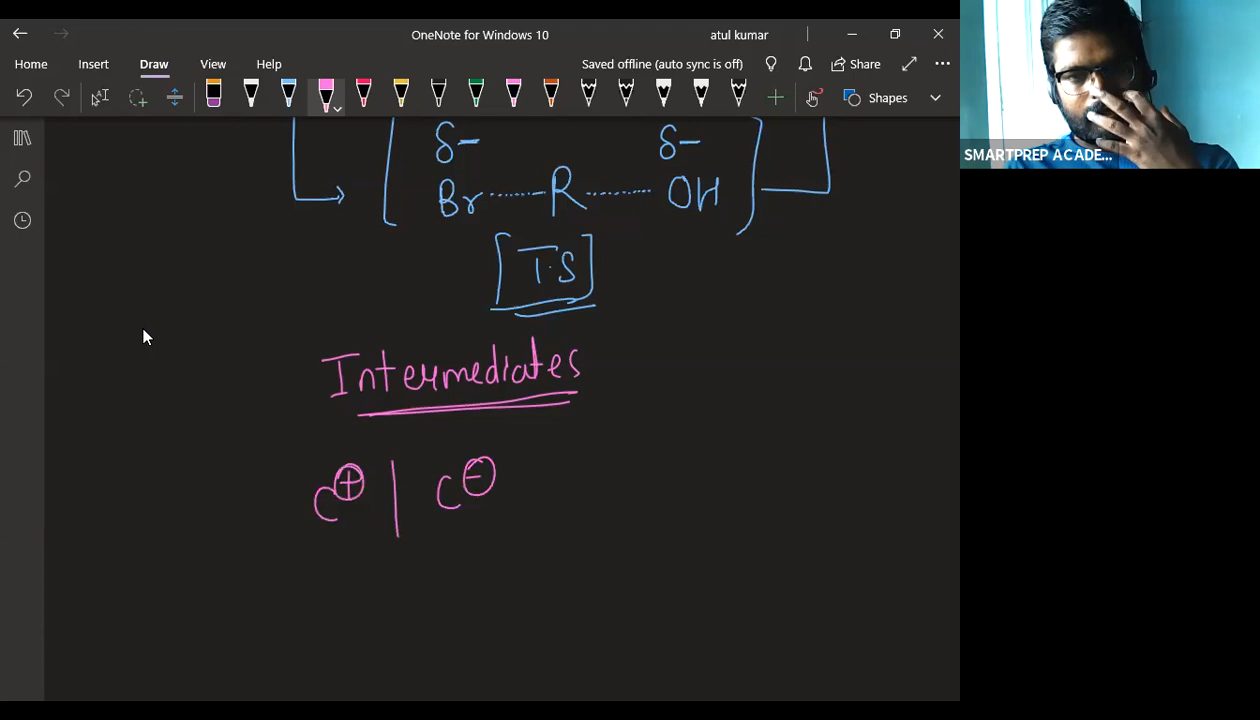 OneNote for Windows 10
atul kumar
Home Insert Draw View Help
Saved offline (auto sync is off)
Share
Shapes
SMARTPREP ACADE...
δ- δ-
Br R OH
[T.S]
Intermediates
C⊕ | C⊖